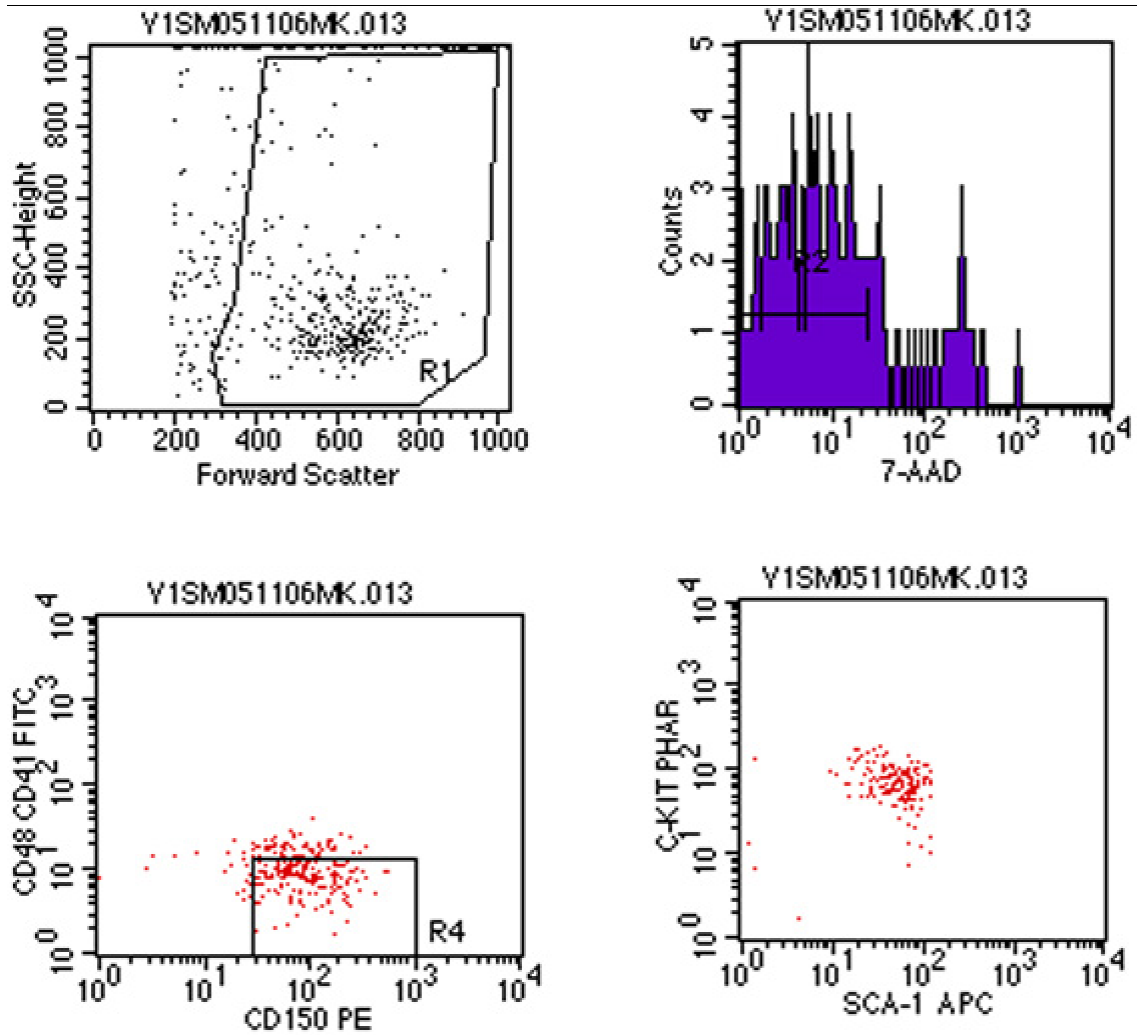 Y1SM051106MK.013
1000
800
600
400
200
0
SSC-Height
R1
0 200 400 600 800 1000
Forward Scatter
Y1SM051106MK.013
5
4
3
2
1
0
Counts
R2
10^0 10^1 10^2 10^3 10^4
7-AAD
Y1SM051106MK.013
10^4
10^3
10^2
10^1
10^0
CD48 CD41 FITC
R4
10^0 10^1 10^2 10^3 10^4
CD150 PE
Y1SM051106MK.013
10^4
10^3
10^2
10^1
10^0
C-KIT PHAR
10^0 10^1 10^2 10^3 10^4
SCA-1 APC